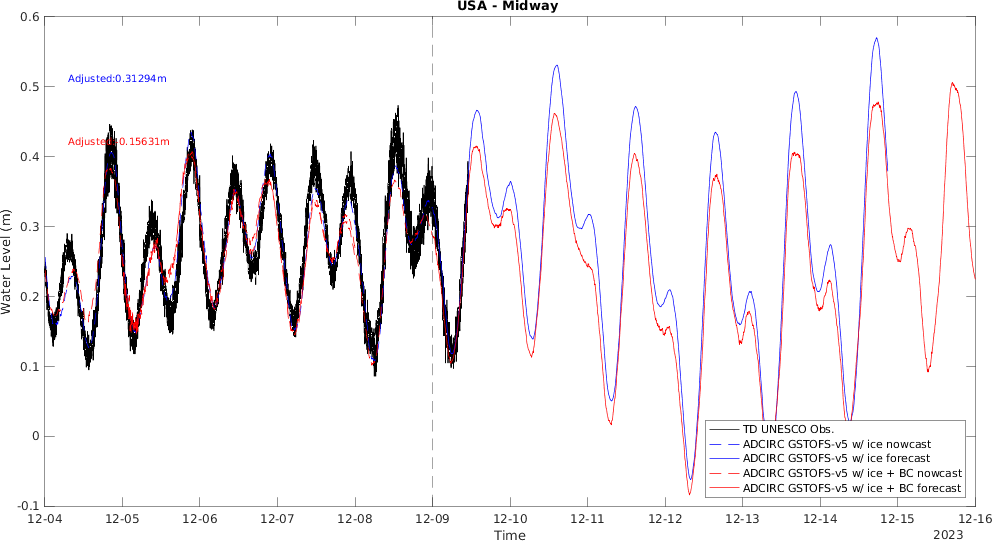 USA - Midway
0.6
0.5
0.4
0.3
0.2
0.1
0
-0.1
Water Level (m)
Adjusted:0.31294m
Adjusted:-0.15631m
TD UNESCO Obs.
ADCIRC GSTOFS-v5 w/ ice nowcast
ADCIRC GSTOFS-v5 w/ ice forecast
ADCIRC GSTOFS-v5 w/ ice + BC nowcast
ADCIRC GSTOFS-v5 w/ ice + BC forecast
12-04 12-05 12-06 12-07 12-08 12-09 12-10 12-11 12-12 12-13 12-14 12-15 12-16
Time
2023